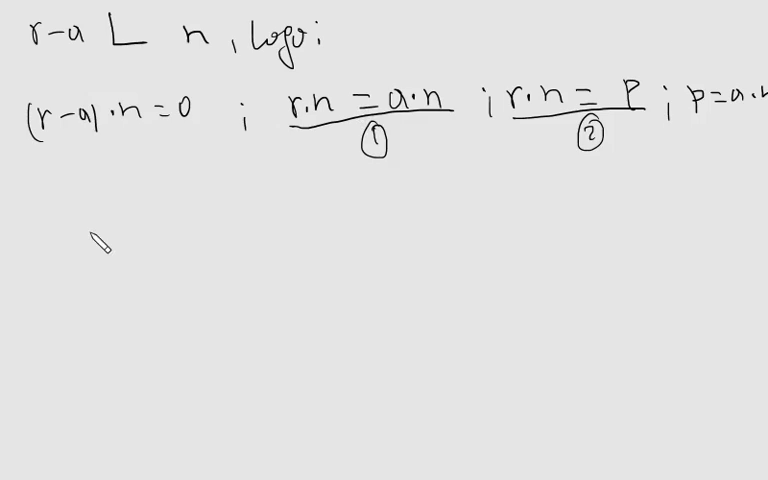 r-a ⊥ n, logo;
(r-a)·n=0 ; r·n = a·n ① ; r·n = P ② ; p=a·n